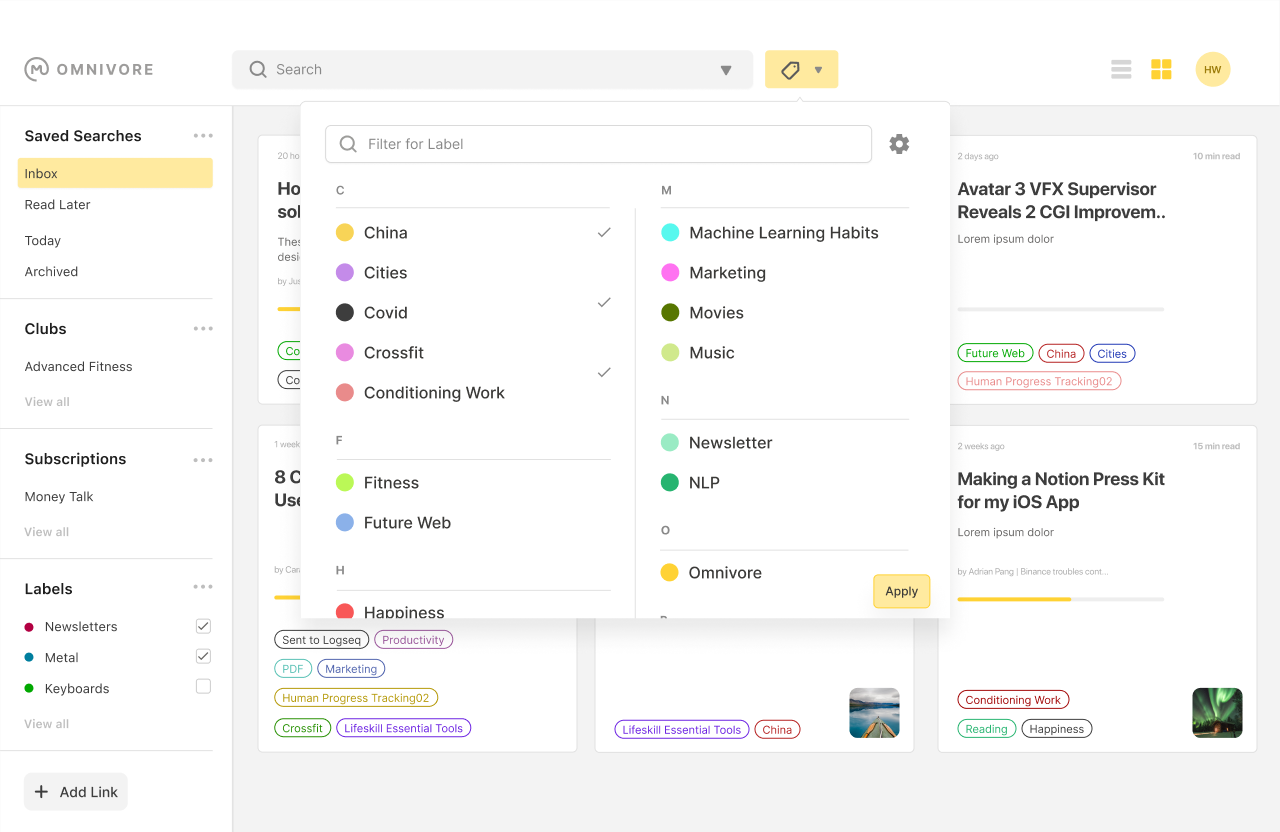 OMNIVORE
Search
HW
Saved Searches
Inbox
Read Later
Today
Archived
Clubs
Advanced Fitness
View all
Subscriptions
Money Talk
View all
Labels
Newsletters
Metal
Keyboards
View all
+ Add Link
Filter for Label
C
China
Cities
Covid
Crossfit
Conditioning Work
F
Fitness
Future Web
H
Happiness
M
Machine Learning Habits
Marketing
Movies
Music
N
Newsletter
NLP
O
Omnivore
Apply
20 ho
Ho
sol
Thes
desi
by Jus
Co
Co
2 days ago 10 min read
Avatar 3 VFX Supervisor
Reveals 2 CGI Improvem..
Lorem ipsum dolor
Future Web China Cities
Human Progress Tracking02
1 week
8 C
Use
by Cara
Sent to Logseq Productivity
PDF Marketing
Human Progress Tracking02
Crossfit Lifeskill Essential Tools
Lifeskill Essential Tools China
2 weeks ago 15 min read
Making a Notion Press Kit
for my iOS App
Lorem ipsum dolor
by Adrian Pang | Binance troubles cont...
Conditioning Work
Reading Happiness